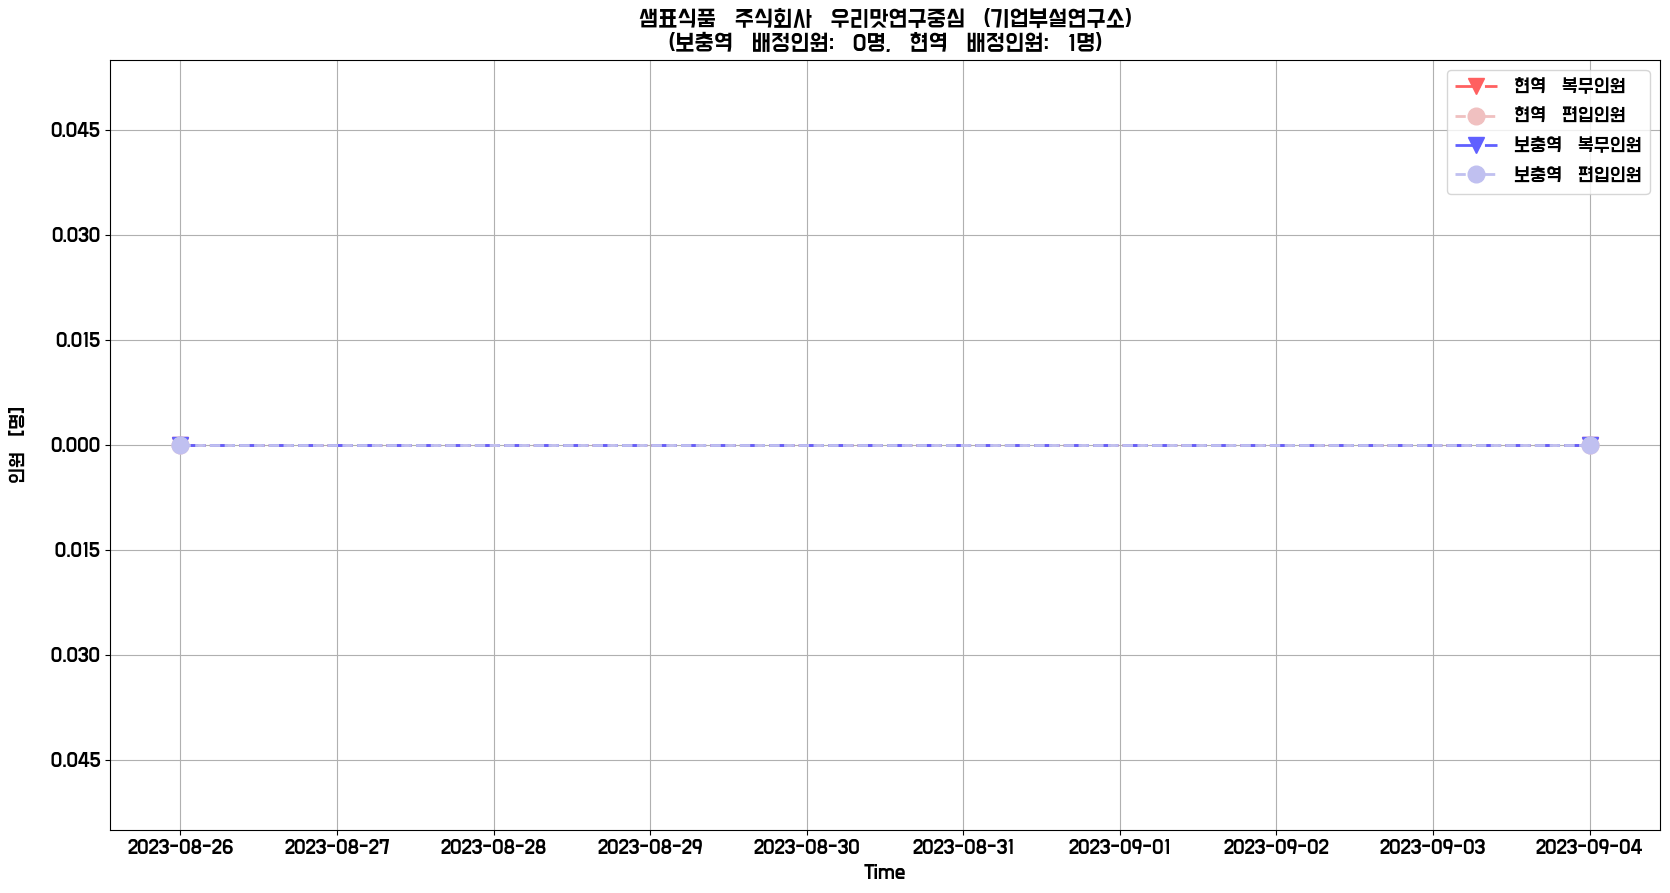 샘표식품 주식회사 우리맛연구중심 (기업부설연구소)
(보충역 배정인원: 0명, 현역 배정인원: 1명)
현역 복무인원
현역 편입인원
보충역 복무인원
보충역 편입인원
0.045
0.030
0.015
0.000
0.015
0.030
0.045
인원 [명]
2023-08-26 2023-08-27 2023-08-28 2023-08-29 2023-08-30 2023-08-31 2023-09-01 2023-09-02 2023-09-03 2023-09-04
Time